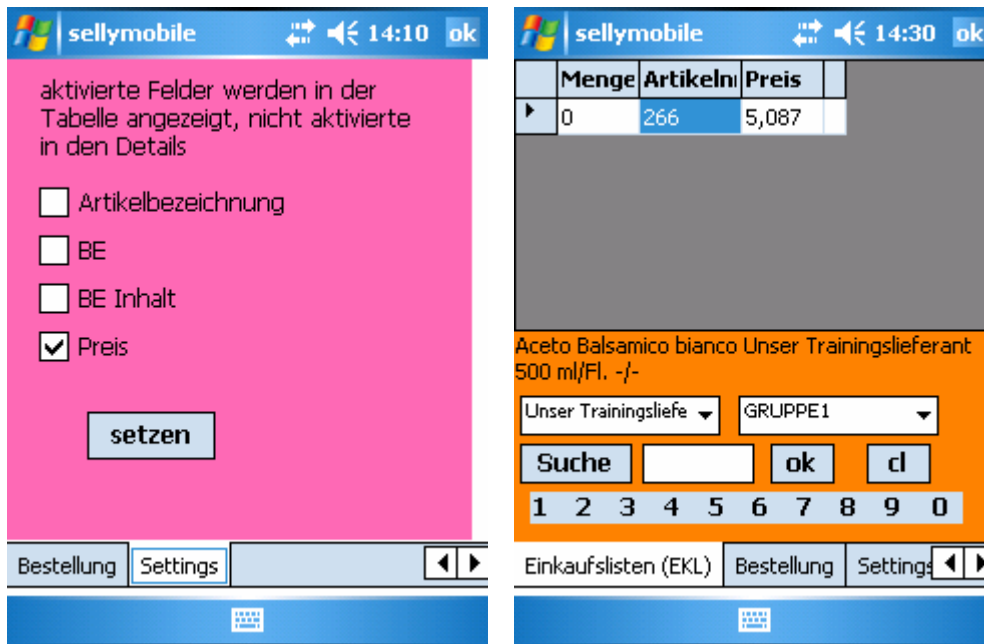 sellymobile 14:10 ok
aktivierte Felder werden in der
Tabelle angezeigt, nicht aktivierte
in den Details
Artikelbezeichnung
BE
BE Inhalt
Preis
setzen
Bestellung Settings
sellymobile 14:30 ok
Menge Artikelnı Preis
0 266 5,087
Aceto Balsamico bianco Unser Trainingslieferant
500 ml/Fl. -/-
Unser Trainingsliefe GRUPPE1
Suche ok cl
1 2 3 4 5 6 7 8 9 0
Einkaufslisten (EKL) Bestellung Settings